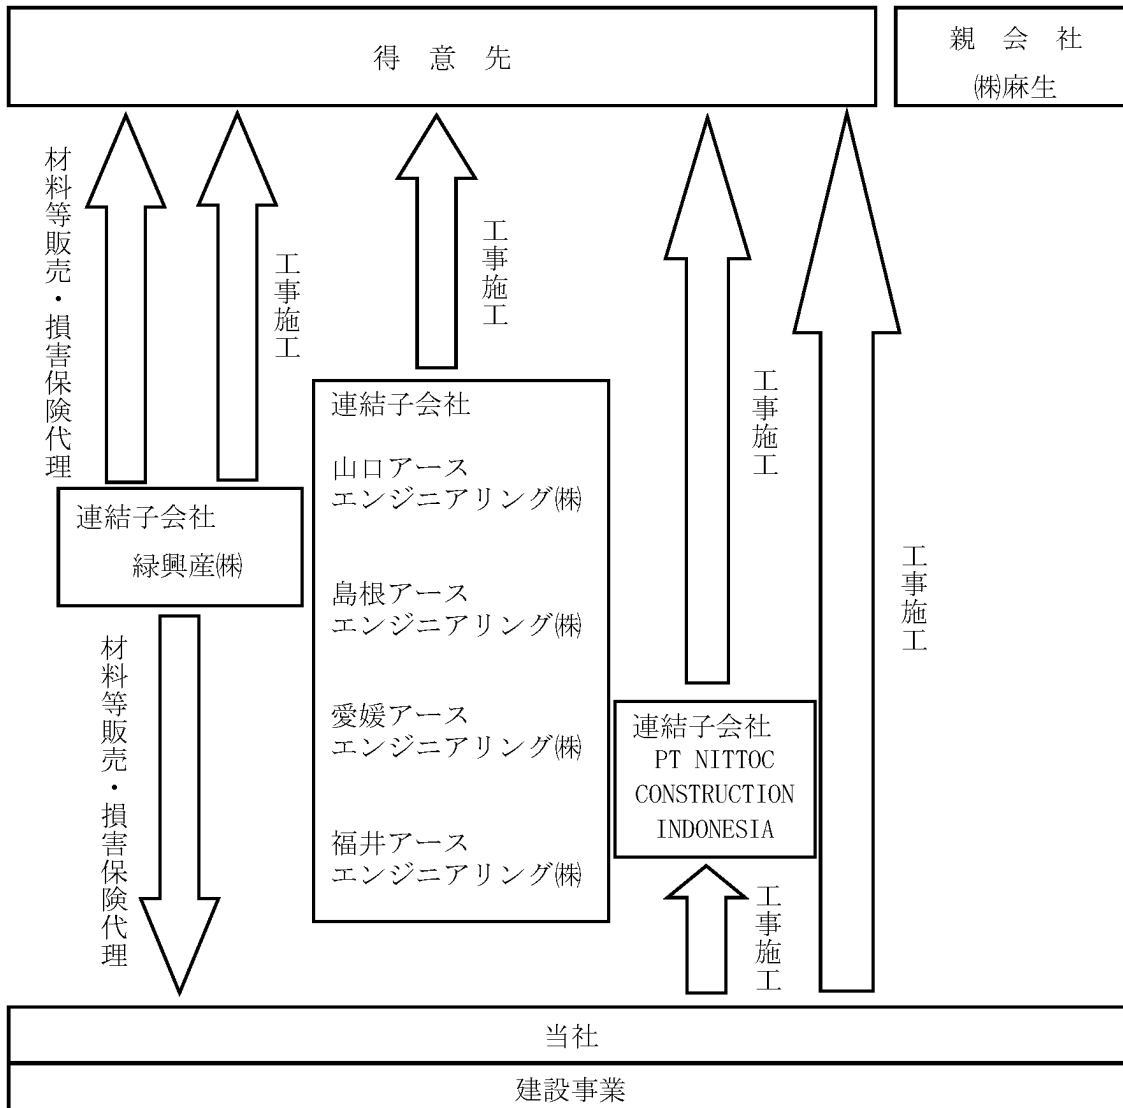 得　意　先
親　会　社
㈱麻生
材料等販売・損害保険代理
工事施工
工事施工
工事施工
工事施工
連結子会社
緑興産㈱
連結子会社
山口アース
エンジニアリング㈱
島根アース
エンジニアリング㈱
愛媛アース
エンジニアリング㈱
福井アース
エンジニアリング㈱
連結子会社
PT NITTOC
CONSTRUCTION
INDONESIA
材料等販売・損害保険代理
工事施工
当社
建設事業